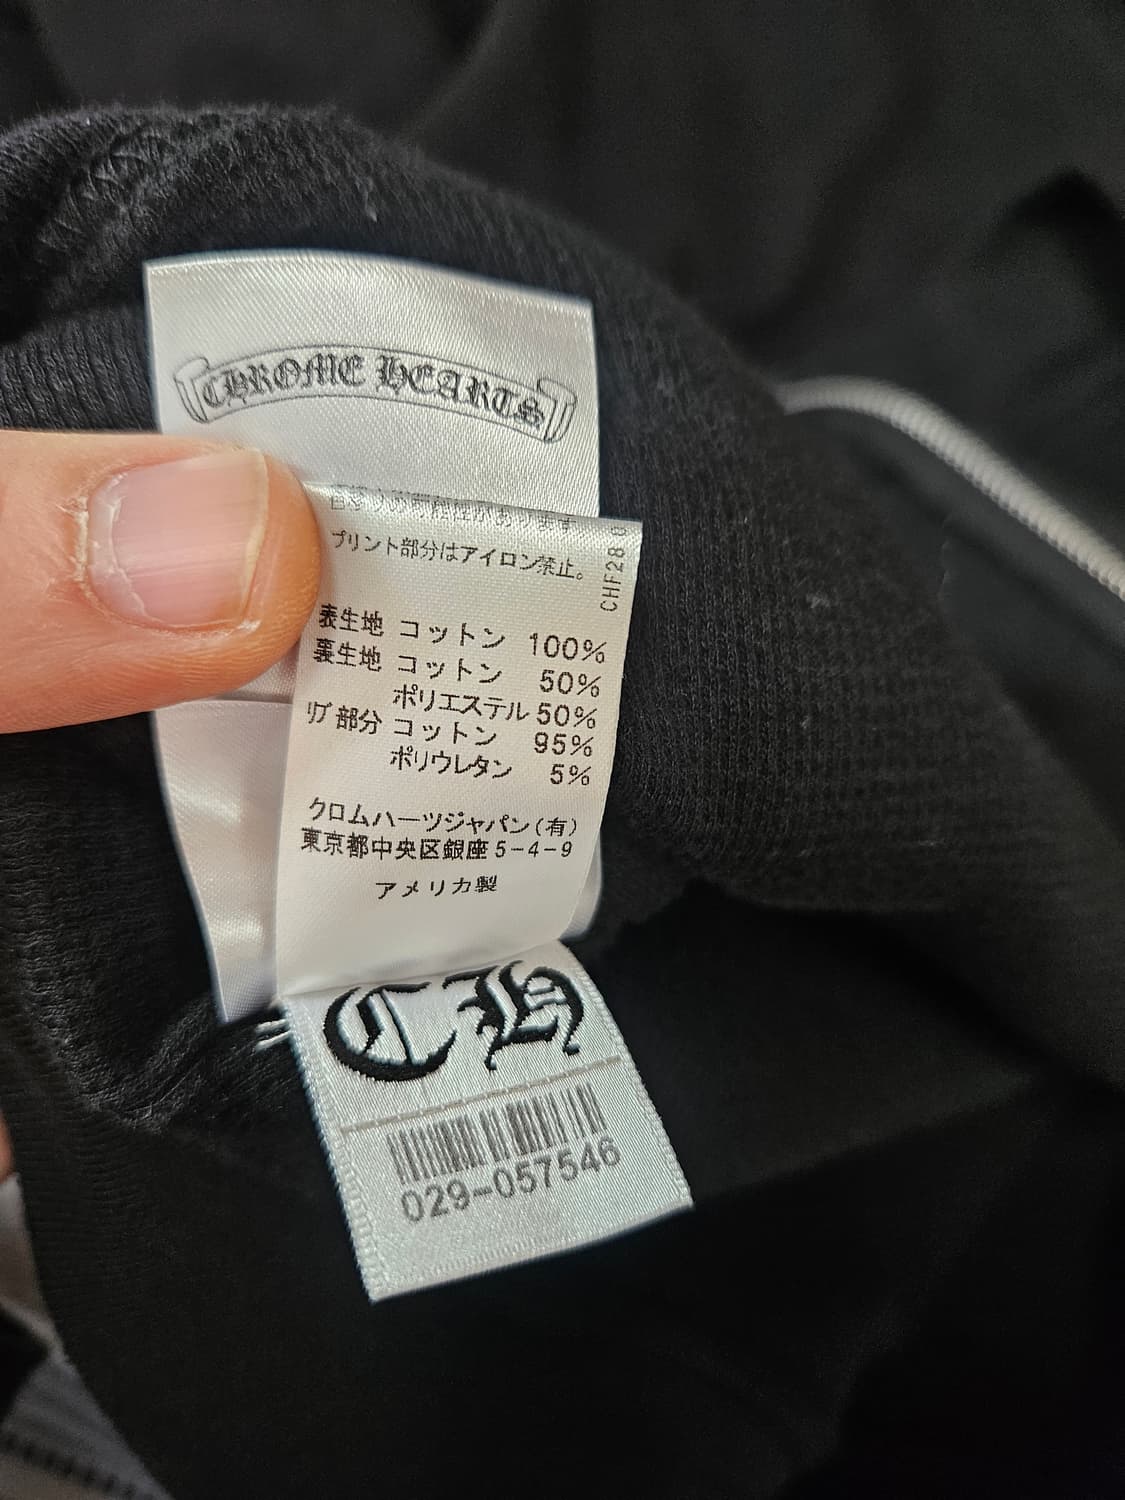 CHROME HEARTS
プリント部分はアイロン禁止。
CHF28
表生地 コットン 100%
裏生地 コットン 50%
ポリエステル 50%
リブ部分 コットン 95%
ポリウレタン 5%
クロムハーツジャパン(有)
東京都中央区銀座5-4-9
アメリカ製
CH
029-057546